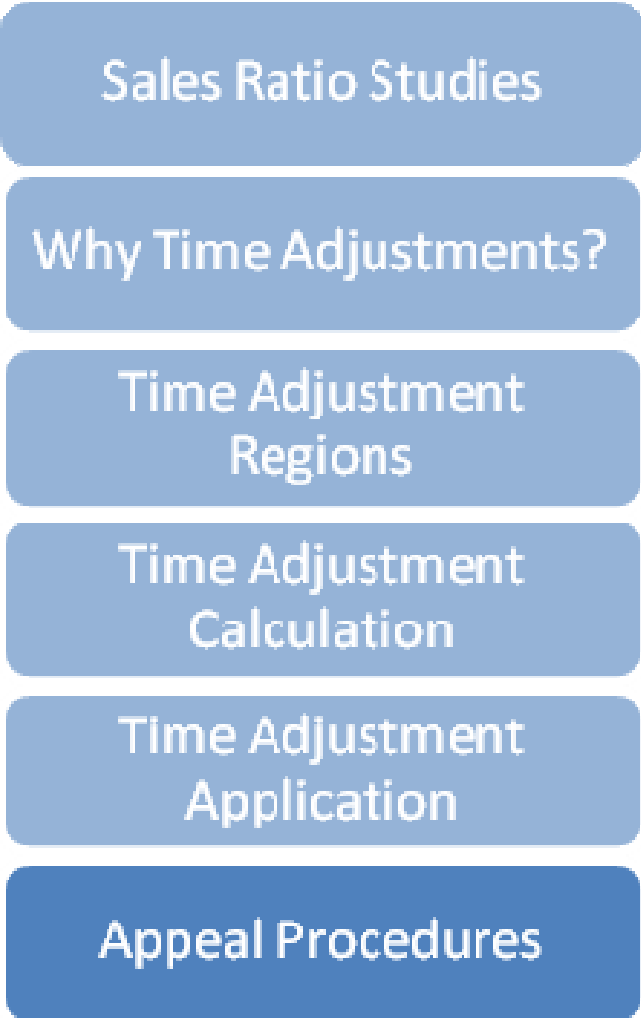 Sales Ratio Studies
Why Time Adjustments?
Time Adjustment
Regions
Time Adjustment
Calculation
Time Adjustment
Application
Appeal Procedures